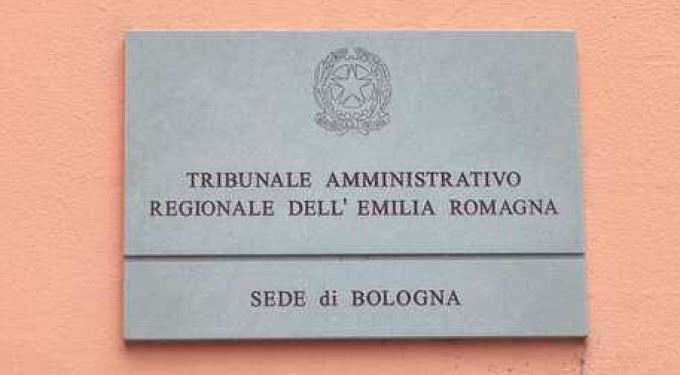 TRIBUNALE AMMINISTRATIVO
REGIONALE DELL' EMILIA ROMAGNA
SEDE di BOLOGNA